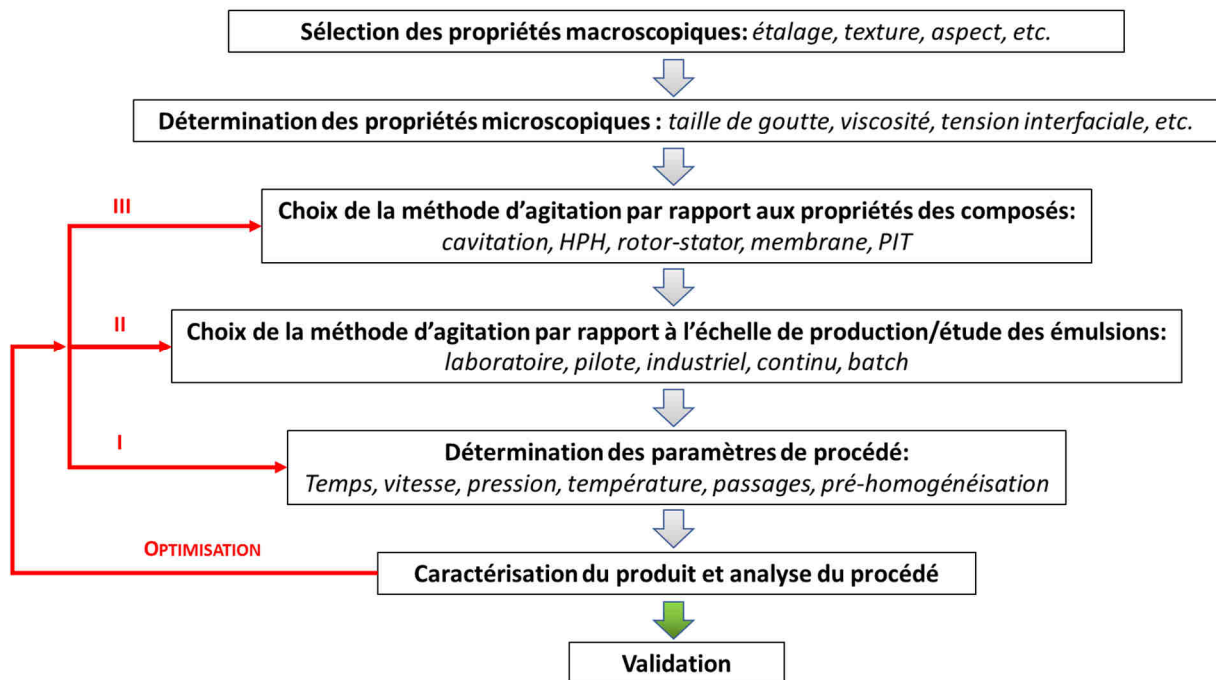 Sélection des propriétés macroscopiques: étalage, texture, aspect, etc.
Détermination des propriétés microscopiques : taille de goutte, viscosité, tension interfaciale, etc.
III
Choix de la méthode d'agitation par rapport aux propriétés des composés:
cavitation, HPH, rotor-stator, membrane, PIT
II
Choix de la méthode d'agitation par rapport à l'échelle de production/étude des émulsions:
laboratoire, pilote, industriel, continu, batch
I
Détermination des paramètres de procédé:
Temps, vitesse, pression, température, passages, pré-homogénéisation
OPTIMISATION
Caractérisation du produit et analyse du procédé
Validation